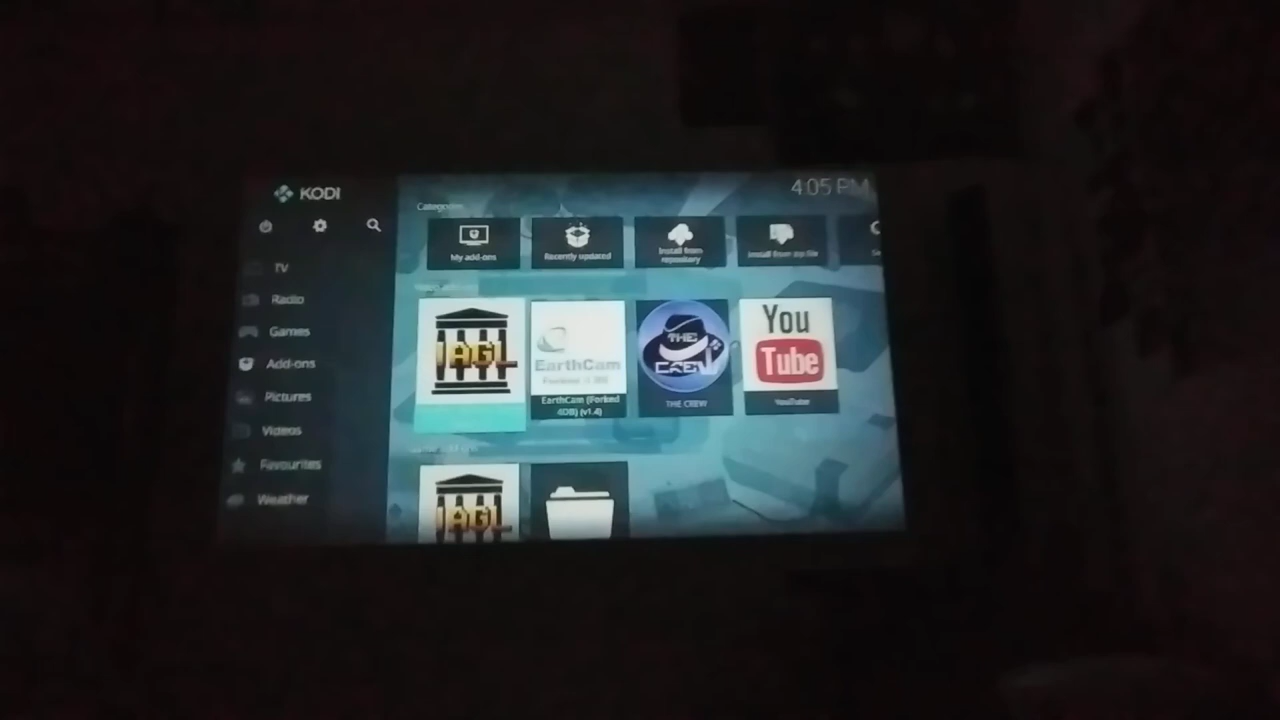 KODI
4:05 PM
Categories
My add-ons
Recently updated
Install from
repository
Install from zip file
TV
Radio
Games
Add-ons
Pictures
Videos
Favourites
Weather
IAGL
EarthCam
EarthCam (Forked
4DB) (v1.4)
THE
CREW
THE CREW
You
Tube
YouTube
IAGL